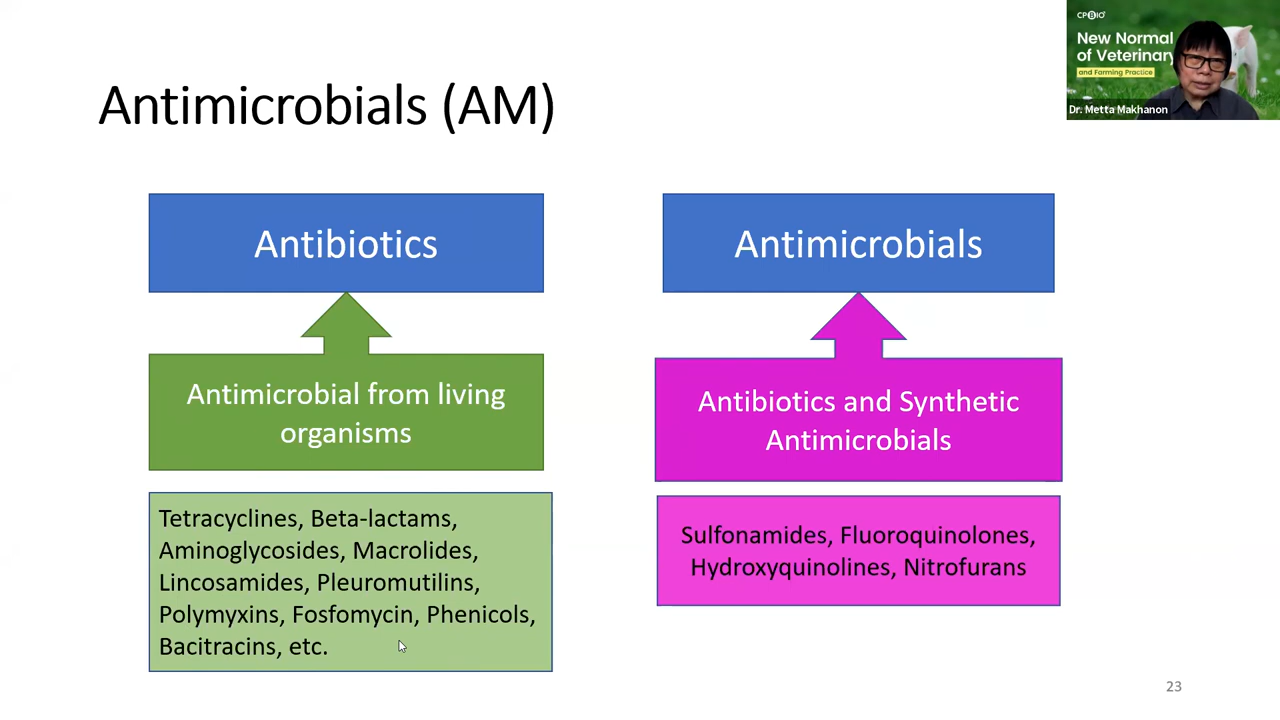 CPBIO
New Normal
of Veterinary
and Farming Practice
Dr. Metta Makhanon
Antimicrobials (AM)
Antibiotics
Antimicrobial from living
organisms
Tetracyclines, Beta-lactams,
Aminoglycosides, Macrolides,
Lincosamides, Pleuromutilins,
Polymyxins, Fosfomycin, Phenicols,
Bacitracins, etc.
Antimicrobials
Antibiotics and Synthetic
Antimicrobials
Sulfonamides, Fluoroquinolones,
Hydroxyquinolines, Nitrofurans
23